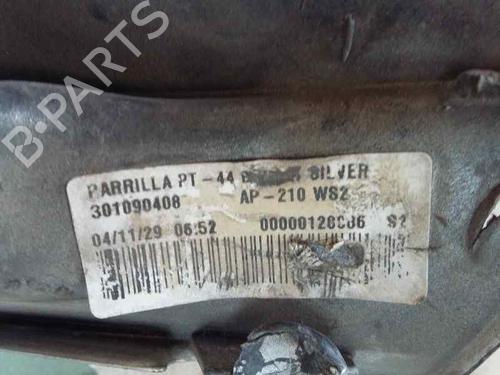 B-PARTS
PARRILLA PT-44 SILVER
301090408 AP-210 WS2
04/11/29 06:52 S2